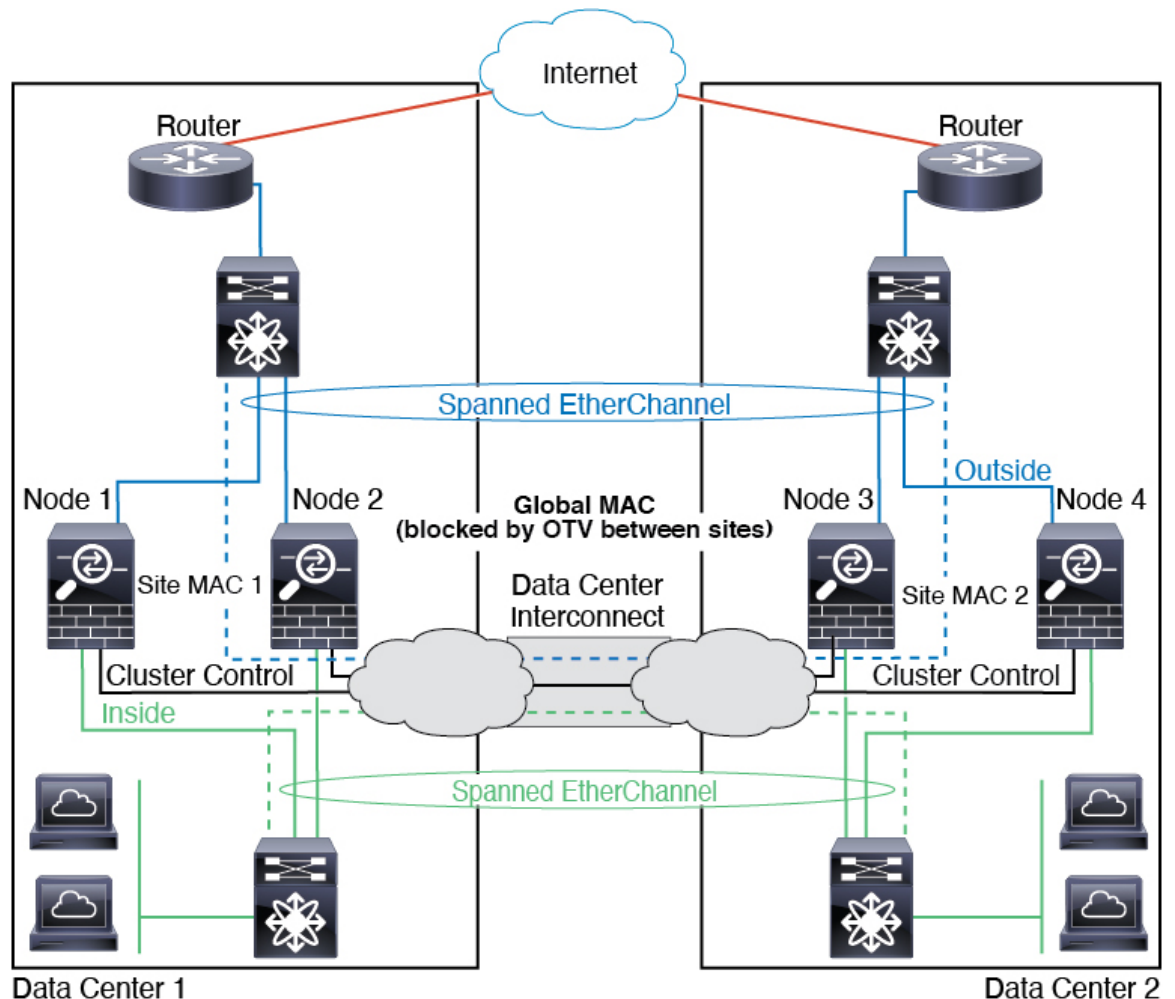 Internet
Router
Router
Spanned EtherChannel
Outside
Node 1
Node 2
Global MAC
(blocked by OTV between sites)
Node 3
Node 4
Site MAC 1
Data Center
Interconnect
Site MAC 2
Cluster Control
Cluster Control
Inside
Spanned EtherChannel
Data Center 1
Data Center 2